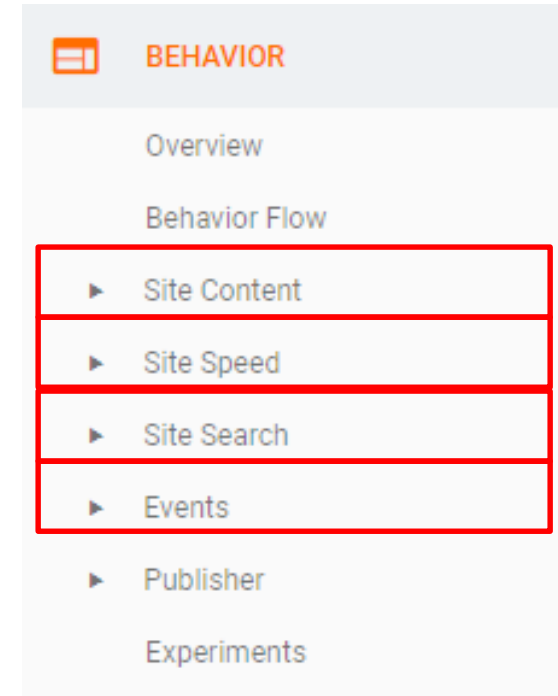 BEHAVIOR
Overview
Behavior Flow
Site Content
Site Speed
Site Search
Events
Publisher
Experiments